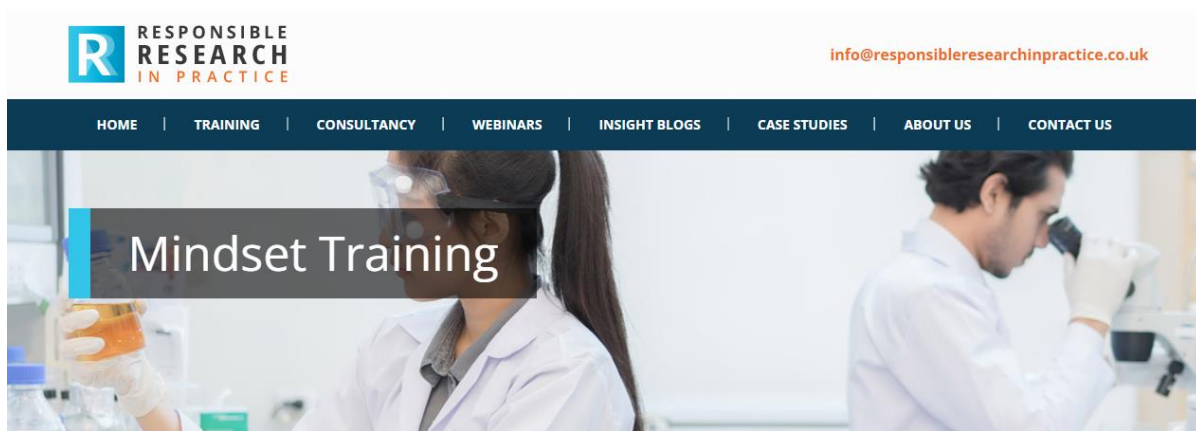 R
RESPONSIBLE
RESEARCH
IN PRACTICE
info@responsibleresearchinpractice.co.uk
HOME | TRAINING | CONSULTANCY | WEBINARS | INSIGHT BLOGS | CASE STUDIES | ABOUT US | CONTACT US
Mindset Training